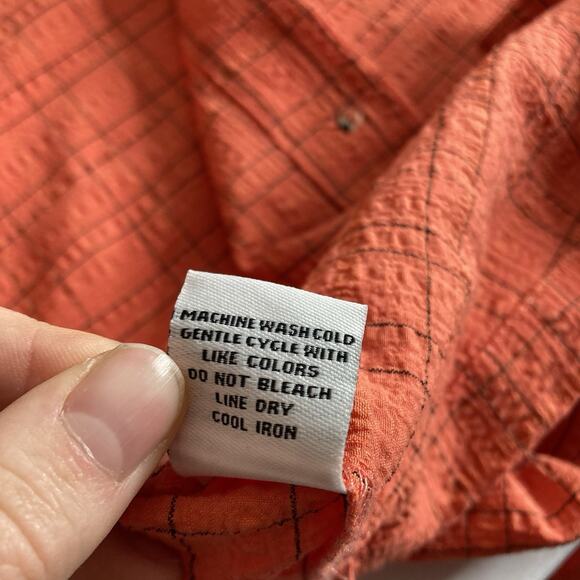 MACHINE WASH COLD
GENTLE CYCLE WITH
LIKE COLORS
DO NOT BLEACH
LINE DRY
COOL IRON